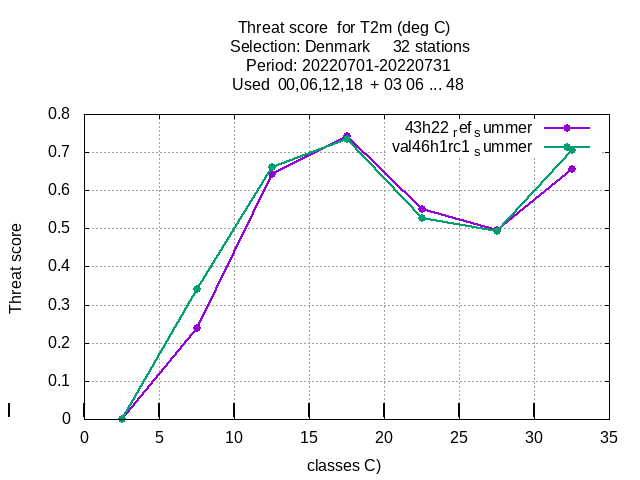 Threat score  for T2m (deg C)
Selection: Denmark     32 stations
Period: 20220701-20220731
Used  00,06,12,18  + 03 06 ... 48
43h22 refsummer
val46h1rc1 summer
0.8
0.7
0.6
0.5
0.4
0.3
0.2
0.1
0
Threat score
0 5 10 15 20 25 30 35
classes C)